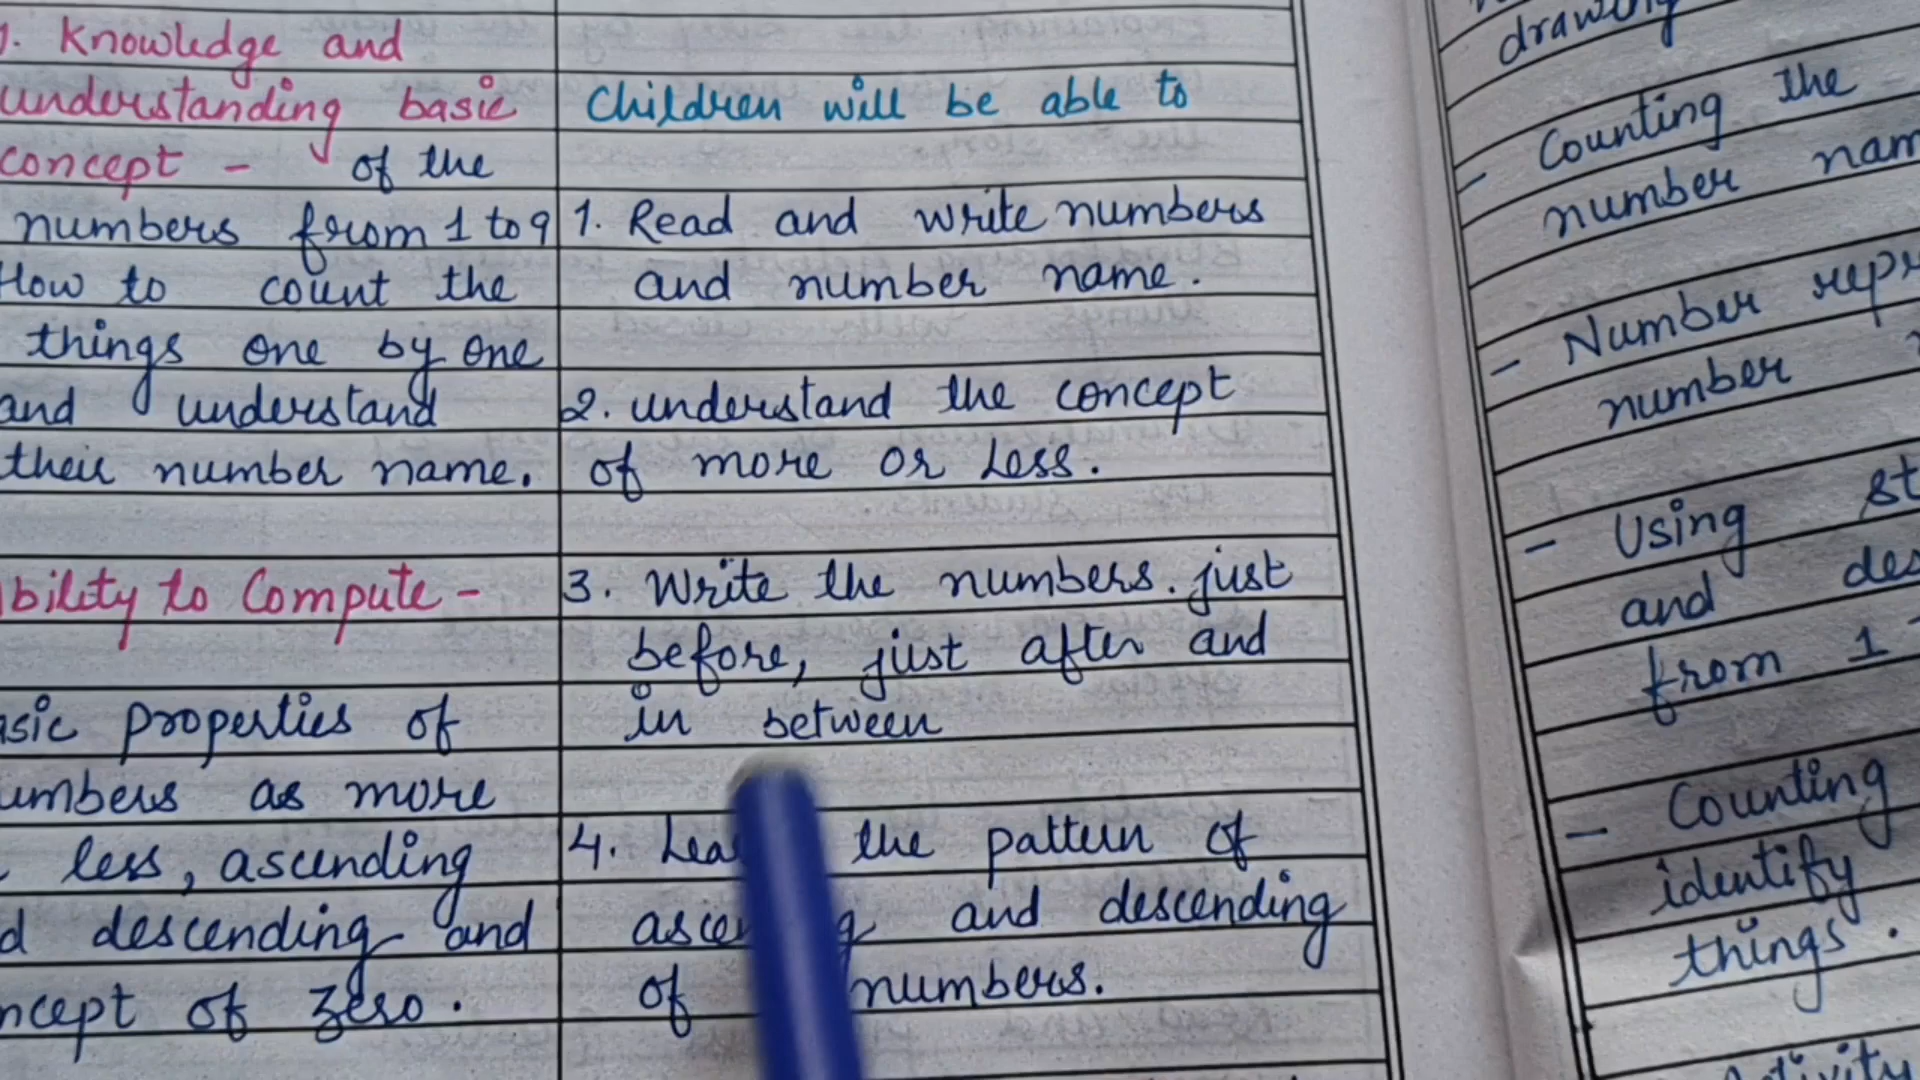 1. Knowledge and
understanding basic
concept - of the
numbers from 1 to 9
How to count the
things one by one
and understand
their number name.
bility to Compute -
properties of
as more
less, ascending
descending and
of zero.
Children will be able to
1. Read and write numbers
and number name.
2. understand the concept
of more or less.
3. Write the numbers. just
before, just after and
in between
4. the pattern of
and descending
of numbers.
drawing
- Counting the
number
- Number
number
- Using
and
from 1
- Counting
identify
things.